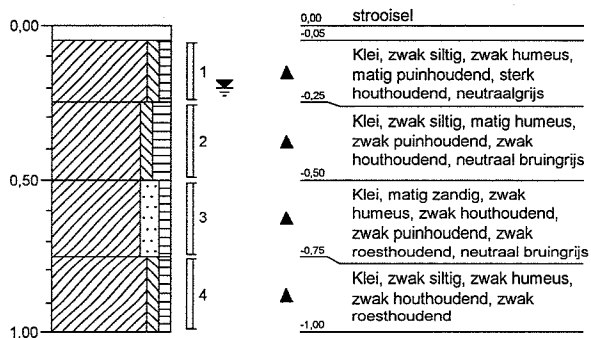 0,00
0,50
1,00
1
2
3
4
0,00 strooisel
-0,05
Klei, zwak siltig, zwak humeus,
matig puinhoudend, sterk
houthoudend, neutraalgrijs
-0,25
Klei, zwak siltig, matig humeus,
zwak puinhoudend, zwak
houthoudend, neutraal bruingrijs
-0,50
Klei, matig zandig, zwak
humeus, zwak houthoudend,
zwak puinhoudend, zwak
roesthoudend, neutraal bruingrijs
-0,75
Klei, zwak siltig, zwak humeus,
zwak houthoudend, zwak
roesthoudend
-1,00